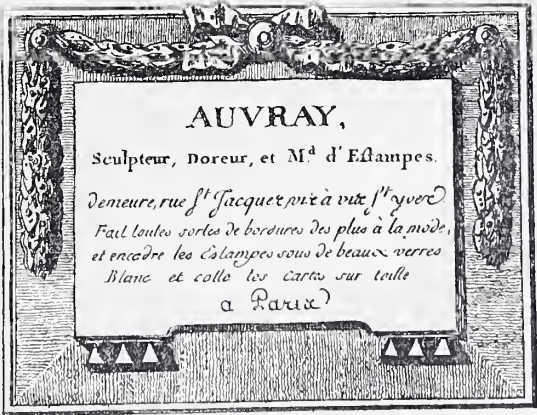 AUVRAY,
Sculpteur, Doreur, et M.d d'Estampes.
demeure, rue St Jacques vis à vis St yves.
Fait toutes sortes de bordures des plus à la mode,
et encadre les Estampes sous de beaux verres
Blanc et colle les Cartes sur toille
a Paris